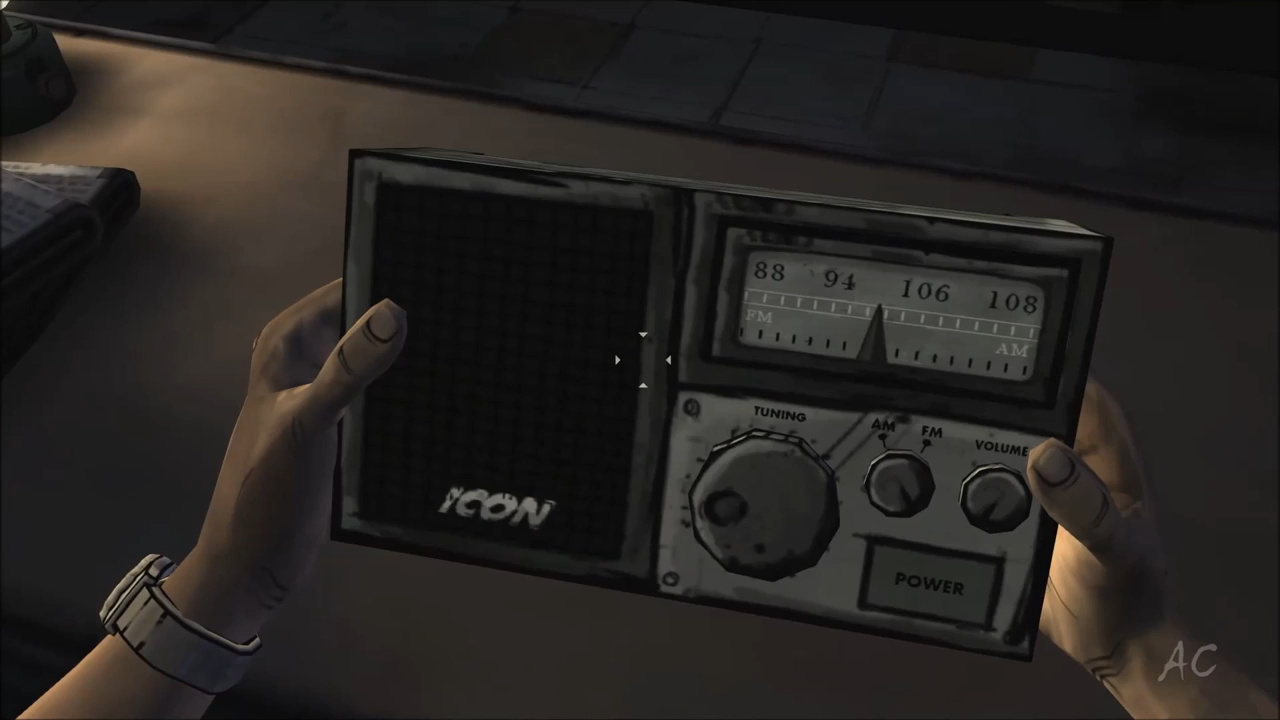 88 94 106 108
FM
AM
TUNING
AM FM
VOLUME
ICON
POWER
AC